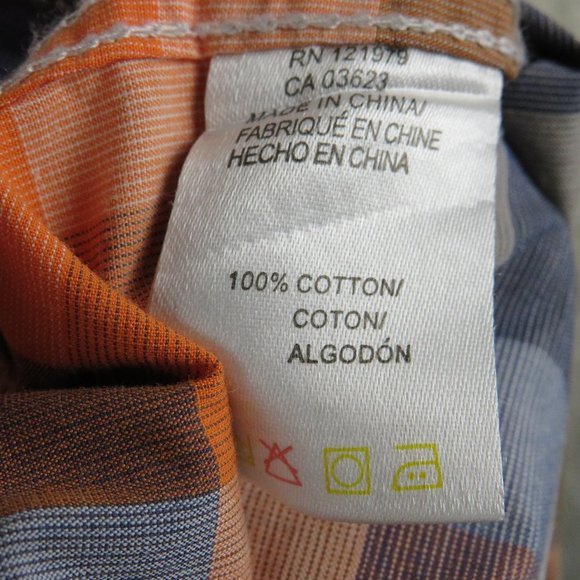 RN 121979
CA 03623
MADE IN CHINA/
FABRIQUÉ EN CHINE
HECHO EN CHINA
100% COTTON/
COTON/
ALGODÓN